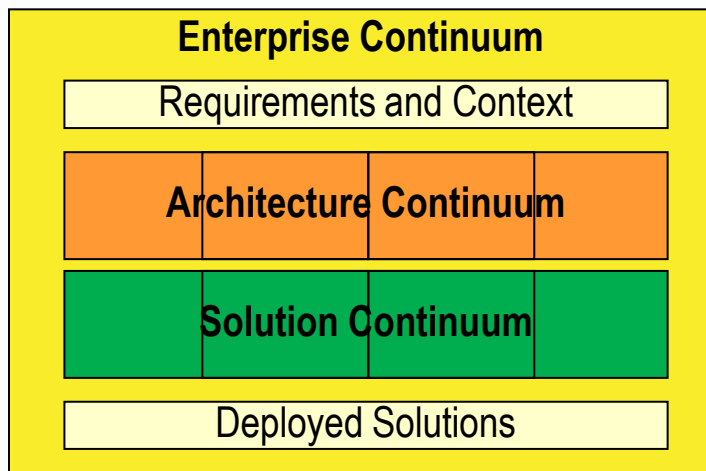 Enterprise Continuum
Requirements and Context
Architecture Continuum
Solution Continuum
Deployed Solutions